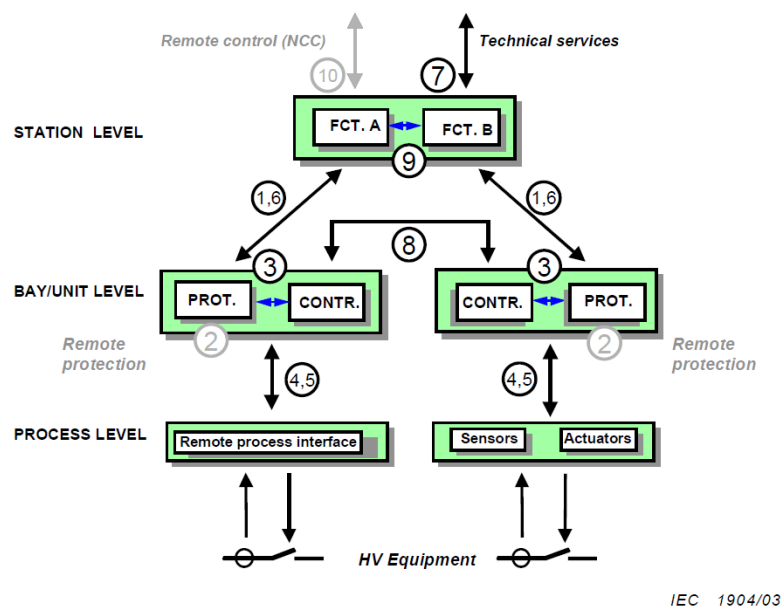 Remote control (NCC)
Technical services
10
7
FCT. A
FCT. B
STATION LEVEL
9
1,6
1,6
8
3
3
BAY/UNIT LEVEL
PROT.
CONTR.
CONTR.
PROT.
2
2
Remote
protection
Remote
protection
4,5
4,5
PROCESS LEVEL
Remote process interface
Sensors
Actuators
HV Equipment
IEC 1904/03